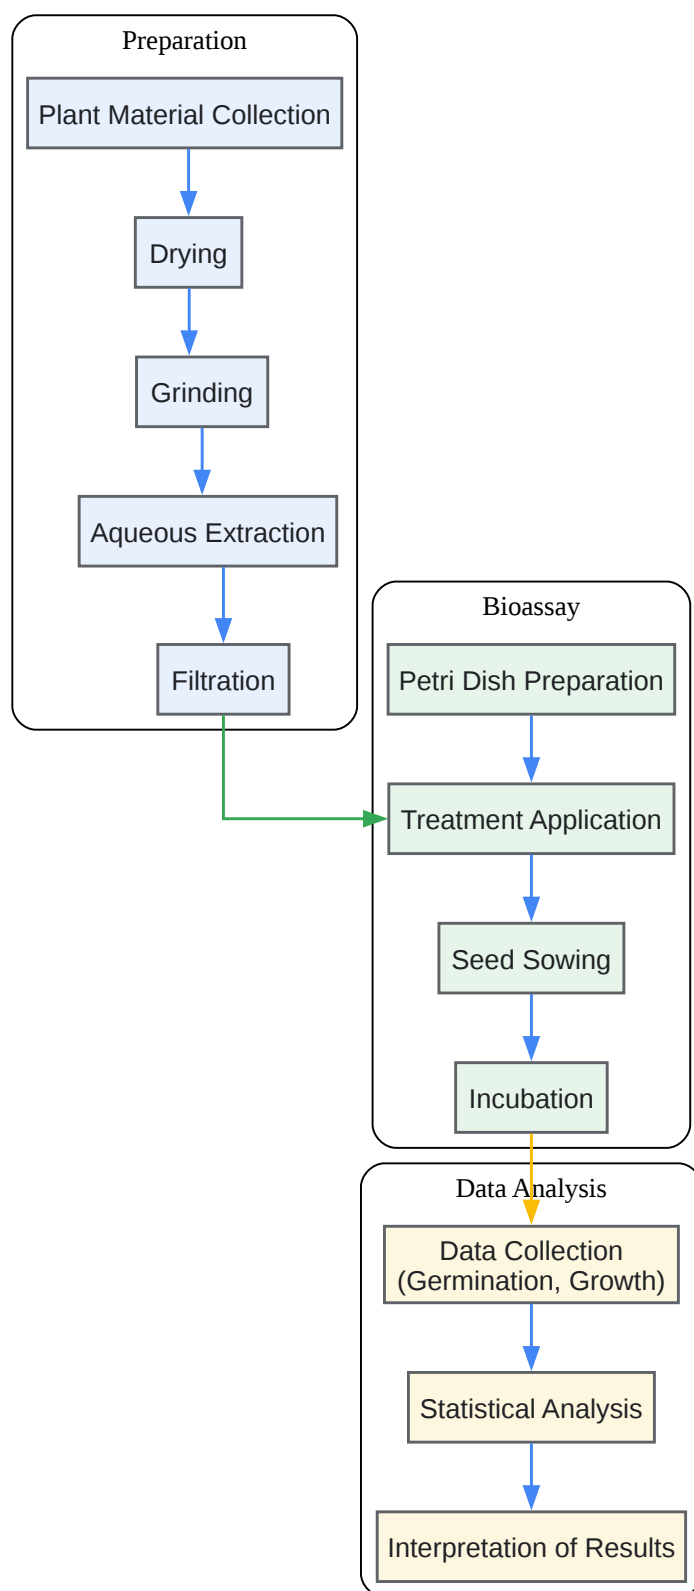 Preparation
Plant Material Collection
Drying
Grinding
Aqueous Extraction
Filtration
Bioassay
Petri Dish Preparation
Treatment Application
Seed Sowing
Incubation
Data Analysis
Data Collection
(Germination, Growth)
Statistical Analysis
Interpretation of Results